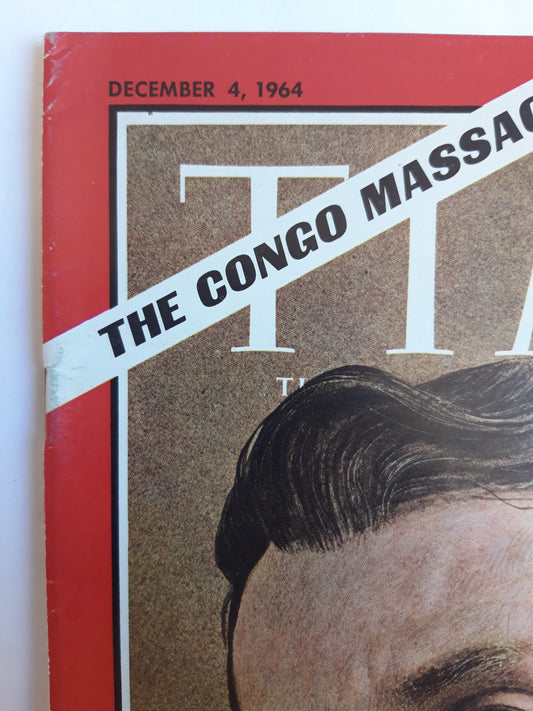 DECEMBER 4, 1964
THE CONGO MASSAC
TI